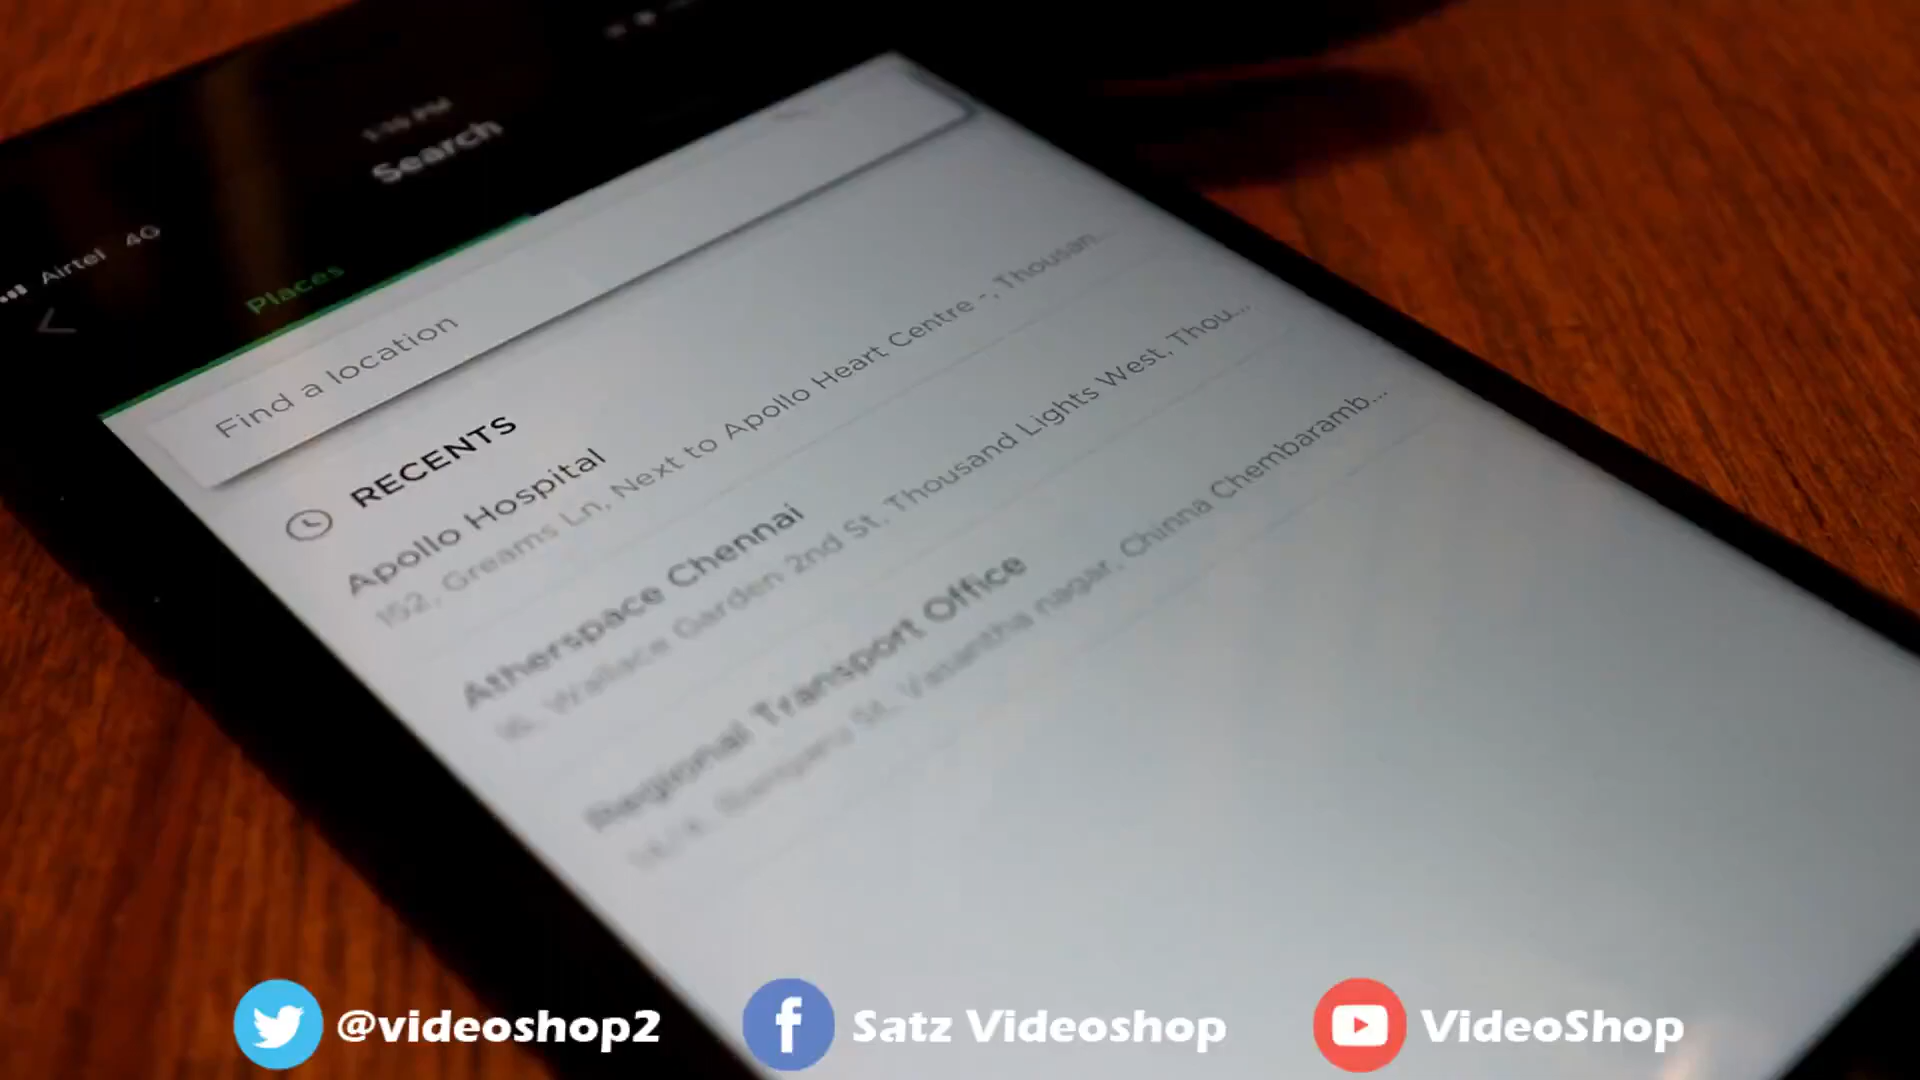 Airtel 4G
Search
Places
Find a location
RECENTS
Apollo Hospital
152, Greams Ln, Next to Apollo Heart Centre -, Thousan...
Atherspace Chennai
Wallace Garden 2nd St, Thousand Lights West, Thou...
Regional Transport Office
St, Vasantha nagar, Chinna Chembaramb...
@videoshop2
Satz Videoshop
VideoShop